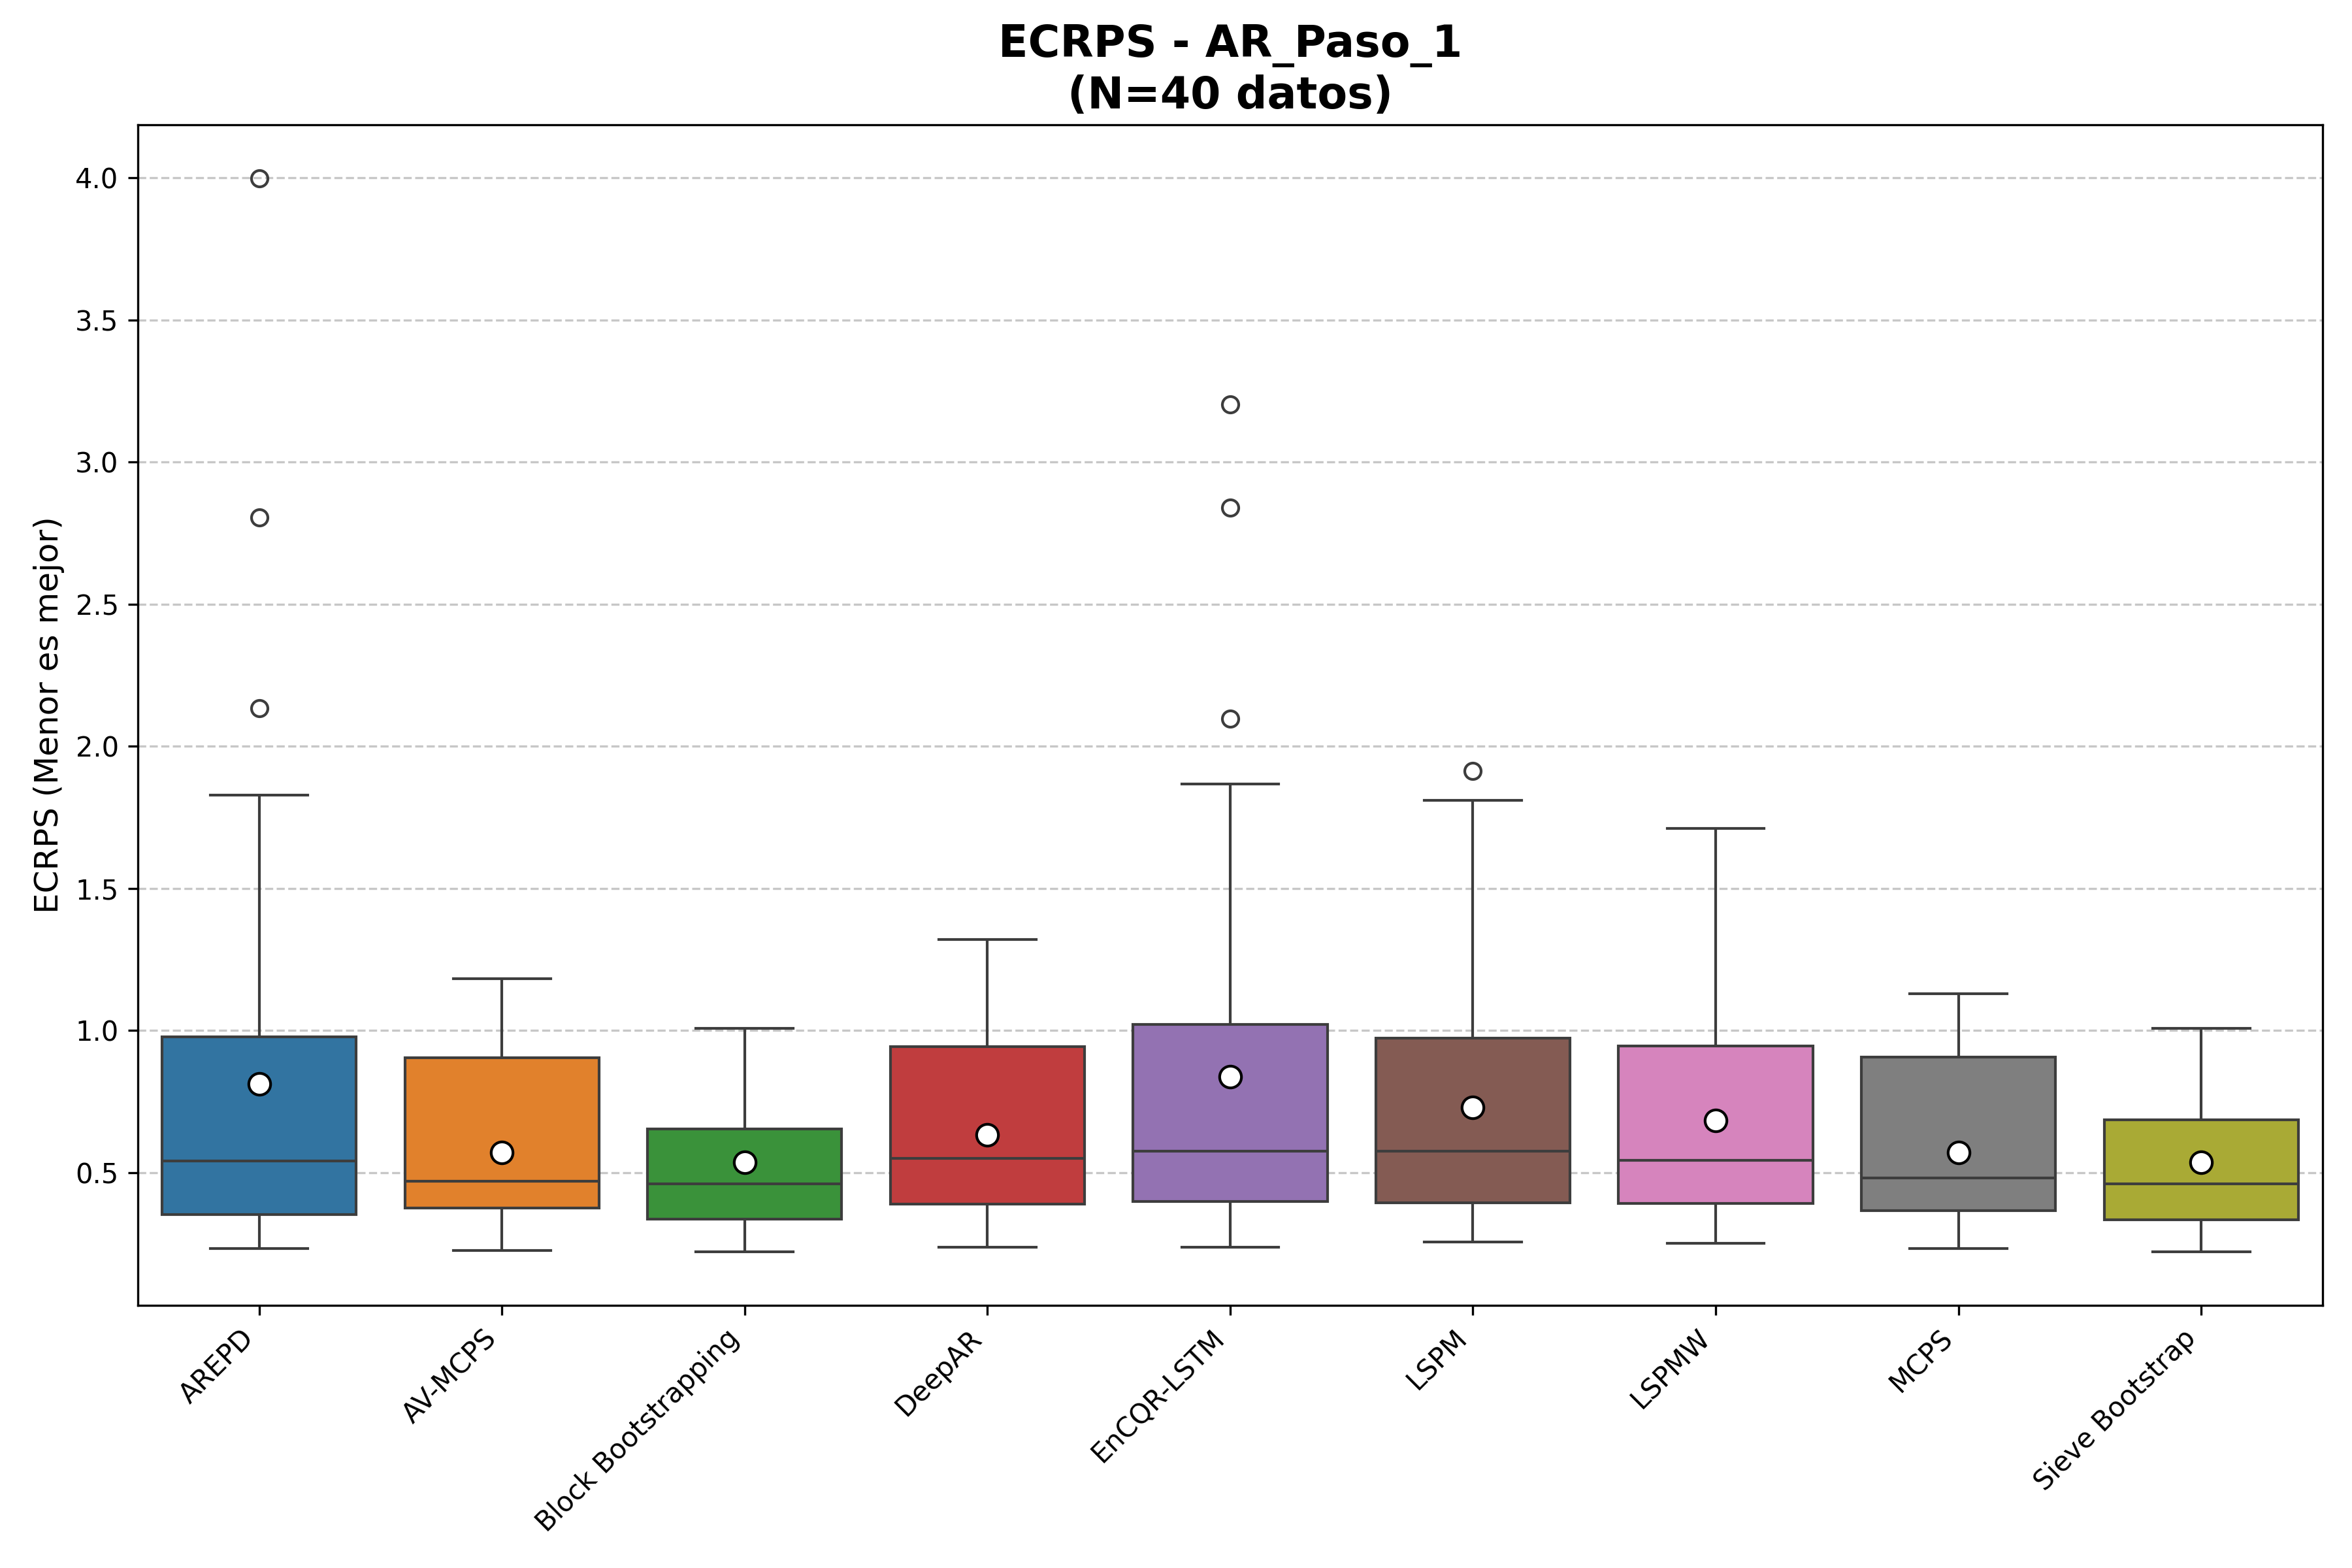 ECRPS - AR_Paso_1
(N=40 datos)
ECRPS (Menor es mejor)
4.0
3.5
3.0
2.5
2.0
1.5
1.0
0.5
AREPD
AV-MCPS
Block Bootstrapping
DeepAR
EnCQR-LSTM
LSPM
LSPMW
MCPS
Sieve Bootstrap